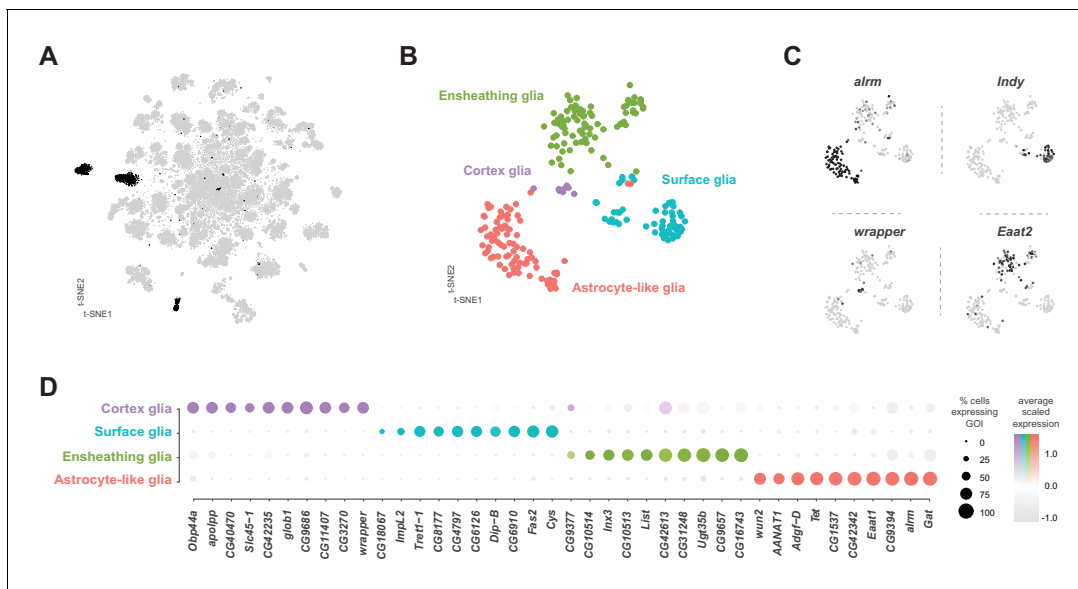 A
B
C
Ensheathing glia
Cortex glia
Surface glia
Astrocyte-like glia
t-SNE2
t-SNE1
t-SNE2
t-SNE1
alrm
Indy
wrapper
Eaat2
D
Cortex glia
Surface glia
Ensheathing glia
Astrocyte-like glia
Obp44a
apolpp
CG40470
Slc45-1
CG42235
glob1
CG9686
CG11407
CG3270
wrapper
CG18067
ImpL2
Tret1-1
CG8177
CG4797
CG6126
Dip-B
CG66910
Fas2
Cys
CG9377
CG10514
Inx3
CG10513
List
CG42613
CG31248
Ugt35b
CG9657
CG16743
wun2
AANAT1
Adgf-D
Tet
CG1537
CG42342
Eaat1
CG9394
alrm
Gat
% cells
expressing
GOI
0
25
50
75
100
average
scaled
expression
1.0
0
-1.0